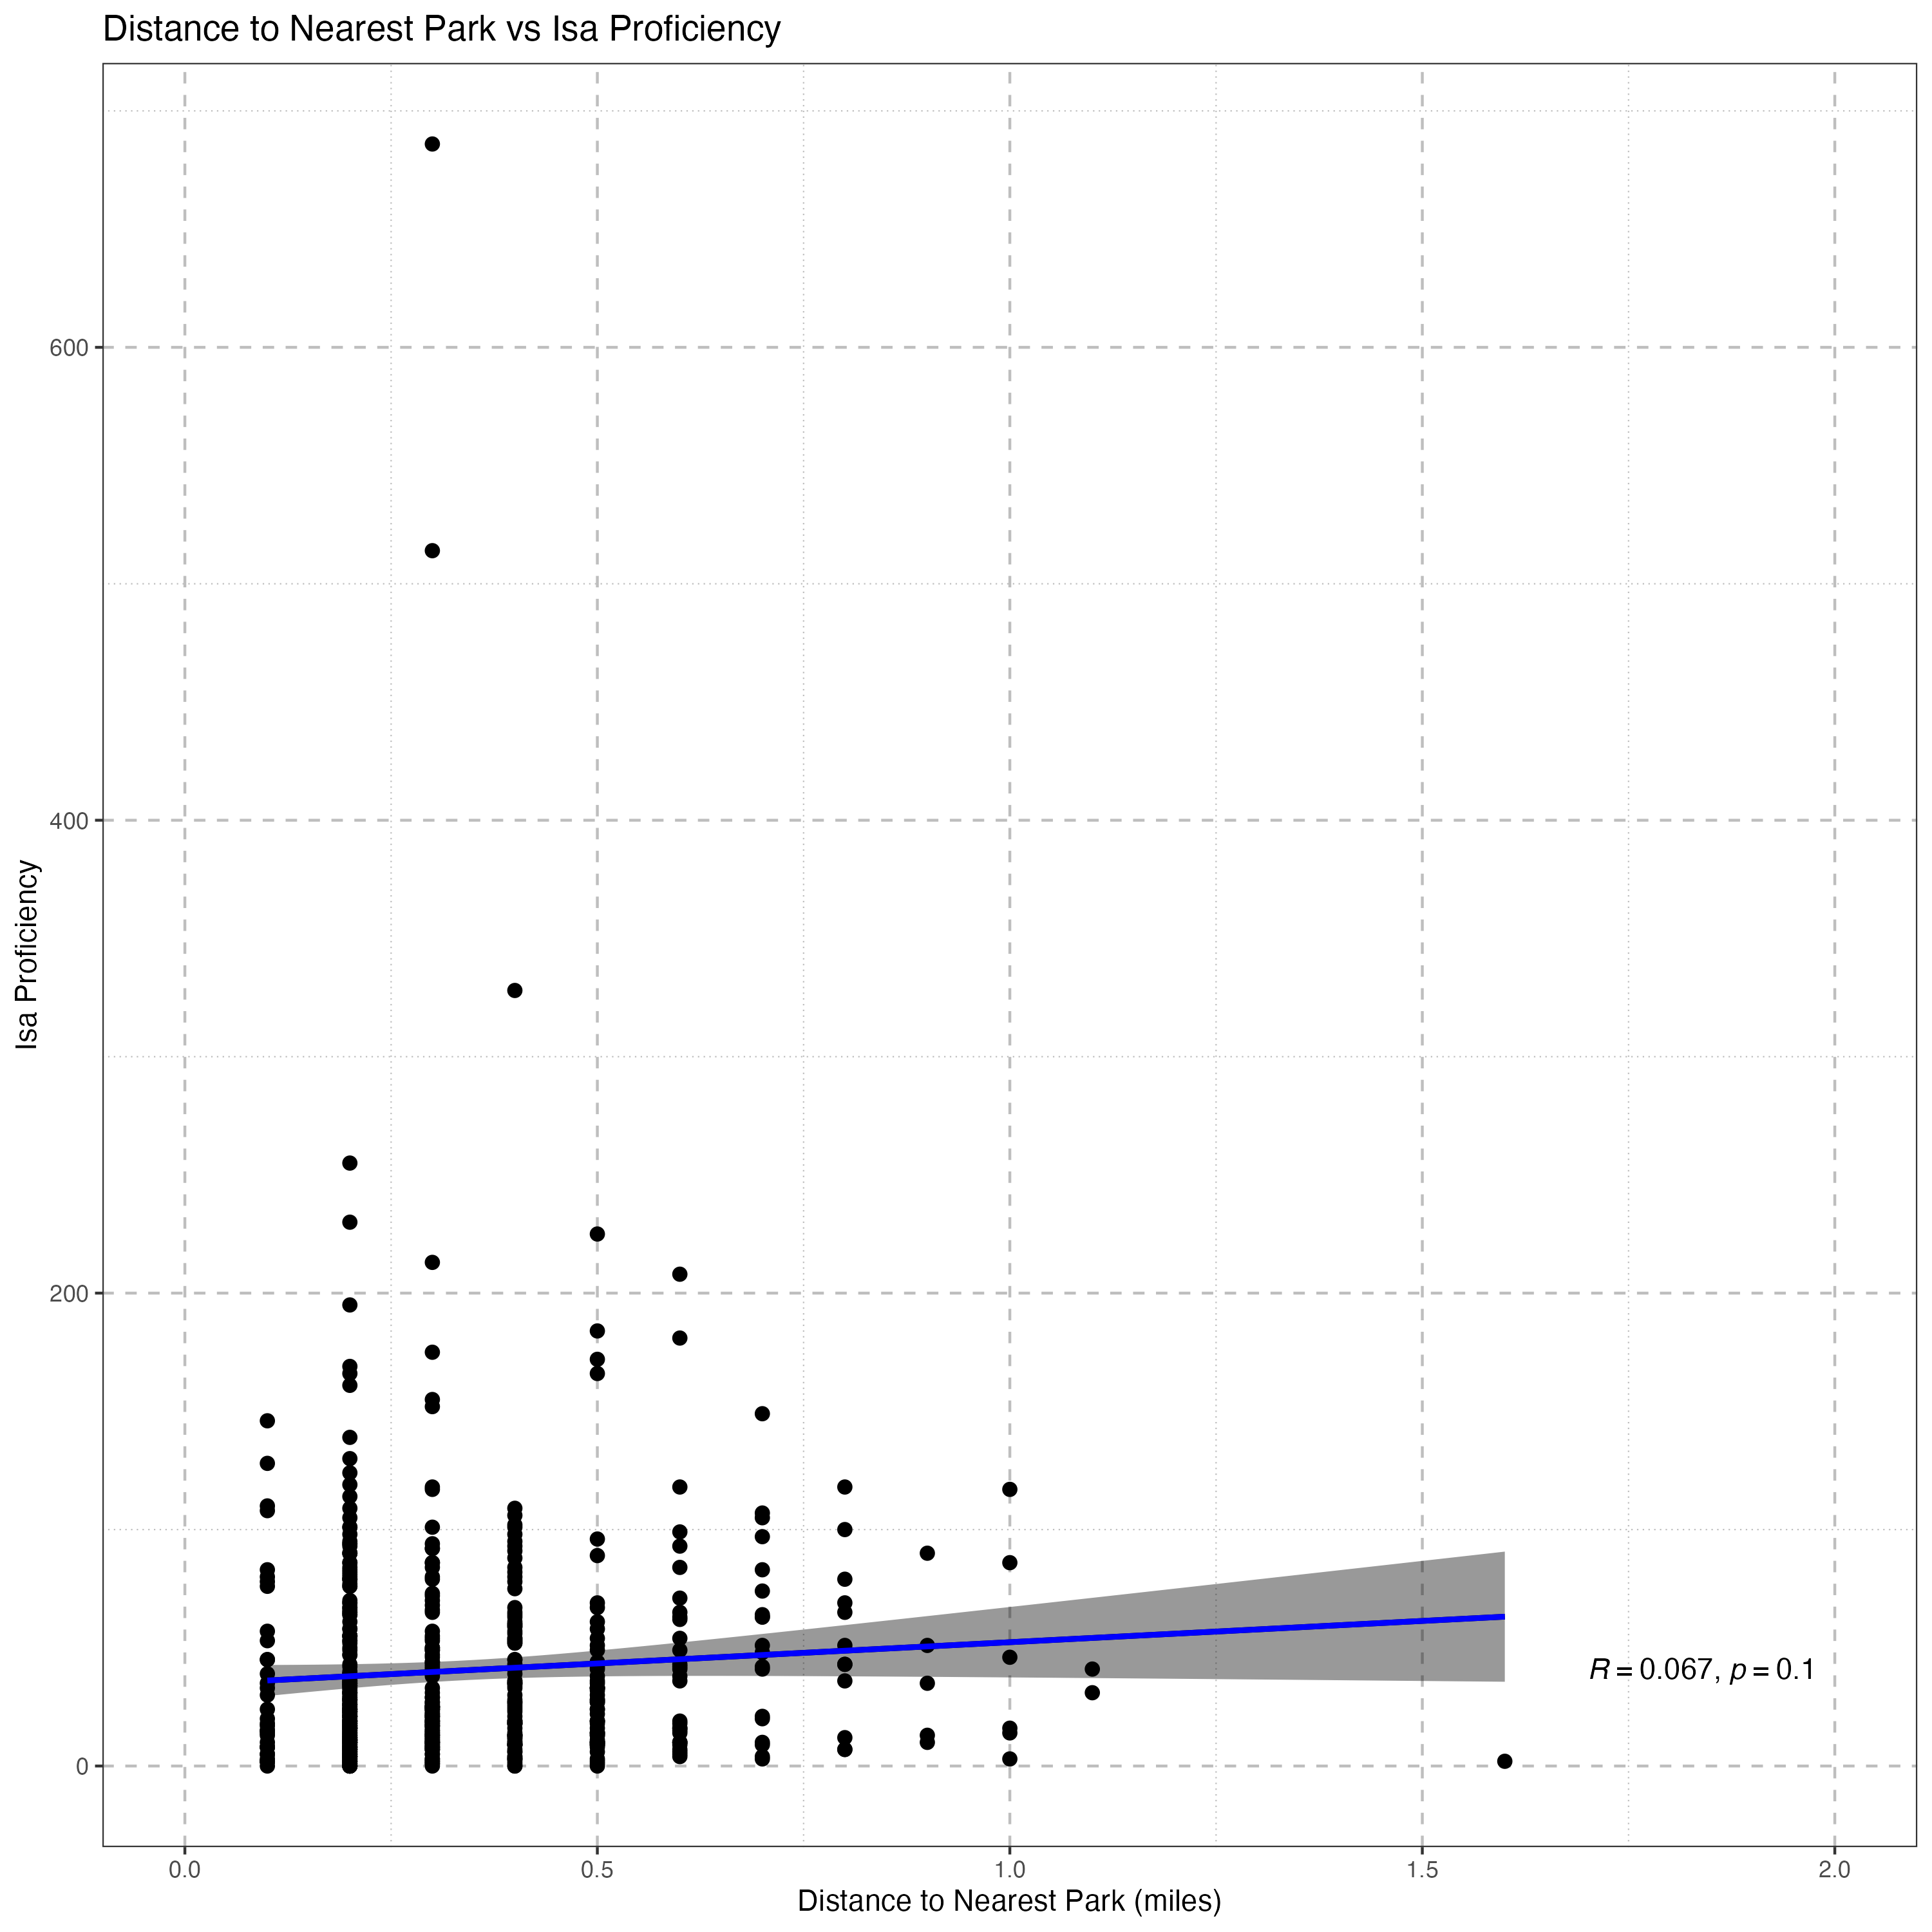 Distance to Nearest Park vs Isa Proficiency
Isa Proficiency
600
400
200
0
R = 0.067, p = 0.1
0.0 0.5 1.0 1.5 2.0
Distance to Nearest Park (miles)